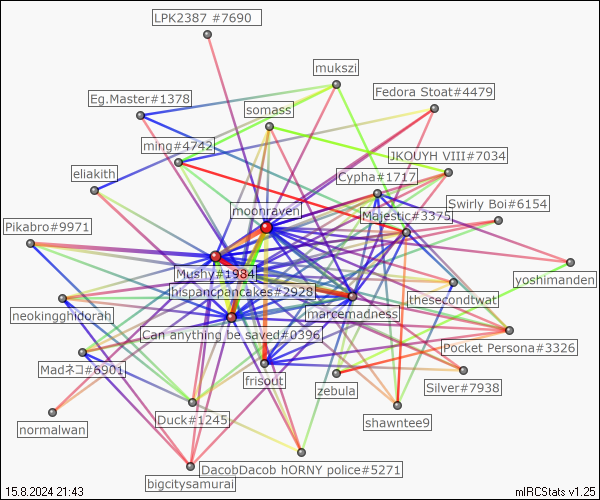 LPK2387 #7690
mukszi
Fedora Stoat#4479
Eg.Master#1378
somass
ming#4742
JKOUYH VIII#7034
eliakith
Cypha#1717
Swirly Boi#6154
moonraven
Majestic#3375
Pikabro#9971
Mushy#1984
yoshimanden
hispancpancakes#2928
thesecondtwat
neokingghidorah
marcemadness
Can anything be saved#0396
Pocket Persona#3326
Madネコ#6901
frisout
zebula
Silver#7938
normalwan
Duck#1245
shawntee9
DacobDacob hORNY police#5271
bigcitysamurai
15.8.2024 21:43
mIRCStats v1.25